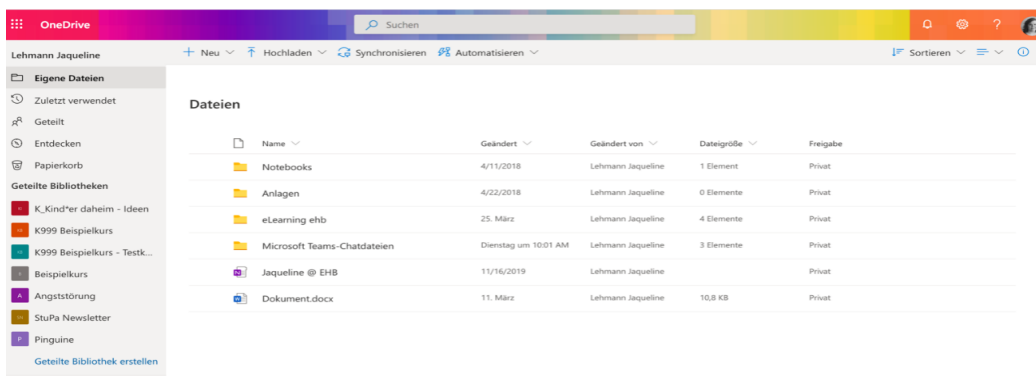 OneDrive
Suchen
?
Lehmann Jaqueline
Neu Hochladen Synchronisieren Automatisieren
Sortieren
Eigene Dateien
Zuletzt verwendet
Geteilt
Entdecken
Papierkorb
Geteilte Bibliotheken
K_Kind*er daheim - Ideen
K999 Beispielkurs
K999 Beispielkurs - Testk...
Beispielkurs
A Angststörung
StuPa Newsletter
P Pinguine
Geteilte Bibliothek erstellen
Dateien
Name Geändert Geändert von Dateigröße Freigabe
Notebooks 4/11/2018 Lehmann Jaqueline 1 Element Privat
Anlagen 4/22/2018 Lehmann Jaqueline 0 Elemente Privat
eLearning ehb 25. März Lehmann Jaqueline 4 Elemente Privat
Microsoft Teams-Chatdateien Dienstag um 10:01 AM Lehmann Jaqueline 3 Elemente Privat
Jaqueline @ EHB 11/16/2019 Lehmann Jaqueline Privat
Dokument.docx 11. März Lehmann Jaqueline 10,8 KB Privat